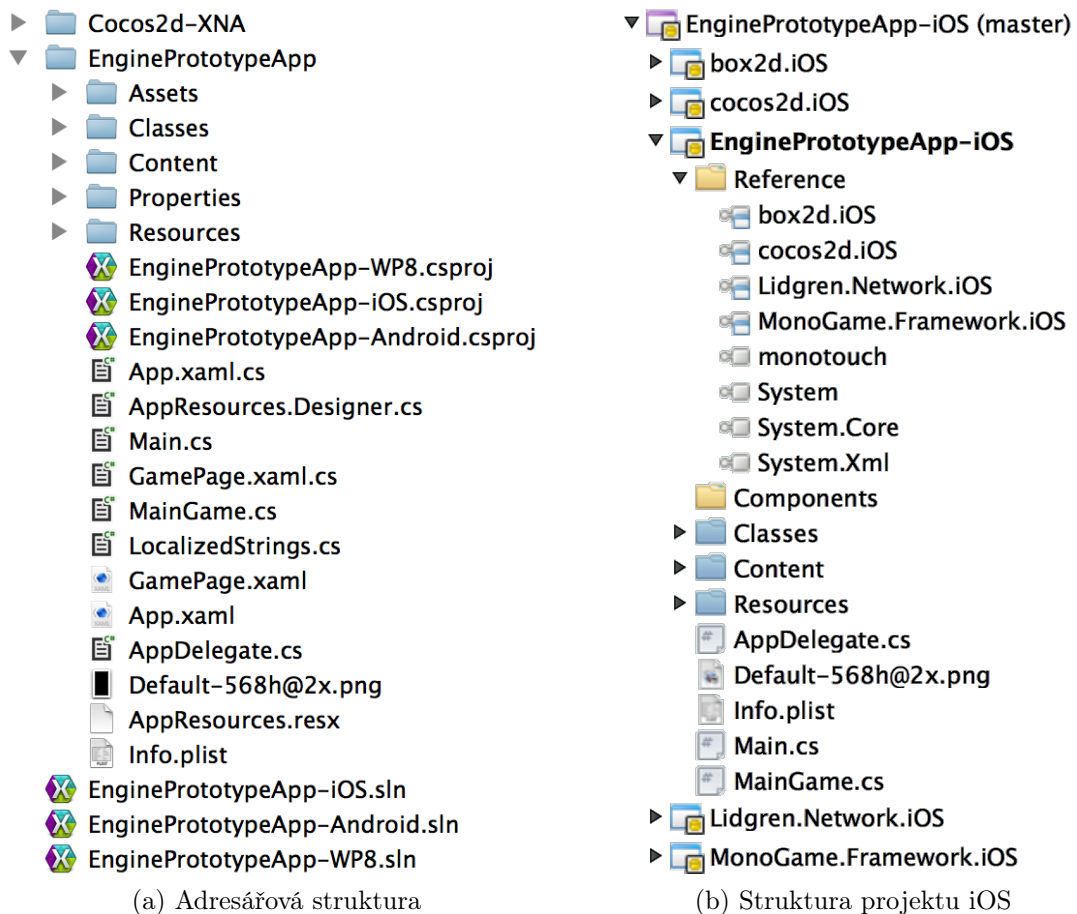 Cocos2d-XNA
EnginePrototypeApp
Assets
Classes
Content
Properties
Resources
EnginePrototypeApp-WP8.csproj
EnginePrototypeApp-iOS.csproj
EnginePrototypeApp-Android.csproj
App.xaml.cs
AppResources.Designer.cs
Main.cs
GamePage.xaml.cs
MainGame.cs
LocalizedStrings.cs
GamePage.xaml
App.xaml
AppDelegate.cs
Default-568h@2x.png
AppResources.resx
Info.plist
EnginePrototypeApp-iOS.sln
EnginePrototypeApp-Android.sln
EnginePrototypeApp-WP8.sln
(a) Adresářová struktura
EnginePrototypeApp-iOS (master)
box2d.iOS
cocos2d.iOS
EnginePrototypeApp-iOS
Reference
box2d.iOS
cocos2d.iOS
Lidgren.Network.iOS
MonoGame.Framework.iOS
monotouch
System
System.Core
System.Xml
Components
Classes
Content
Resources
AppDelegate.cs
Default-568h@2x.png
Info.plist
Main.cs
MainGame.cs
Lidgren.Network.iOS
MonoGame.Framework.iOS
(b) Struktura projektu iOS